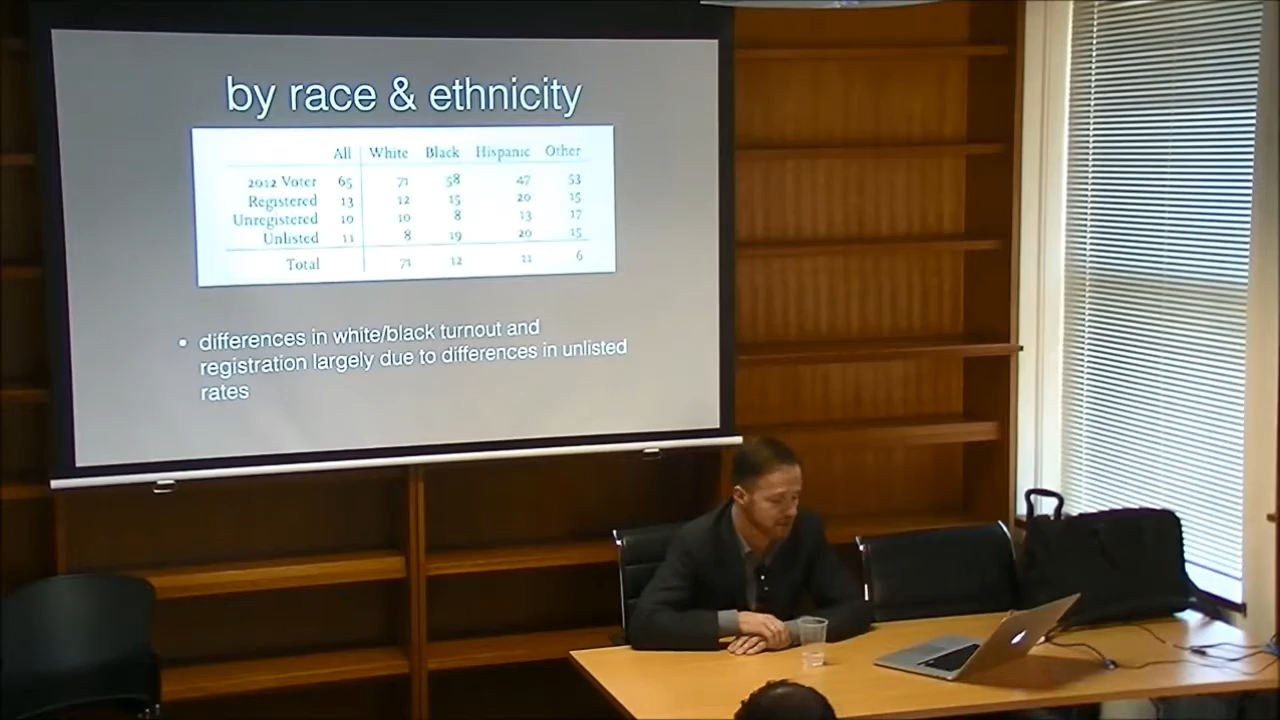 by race & ethnicity
All White Black Hispanic Other
2012 Voter 65 71 58 47 53
Registered 13 12 15 20 15
Unregistered 10 10 8 13 17
Unlisted 11 8 19 20 15
Total 71 12 11 6
• differences in white/black turnout and
registration largely due to differences in unlisted
rates